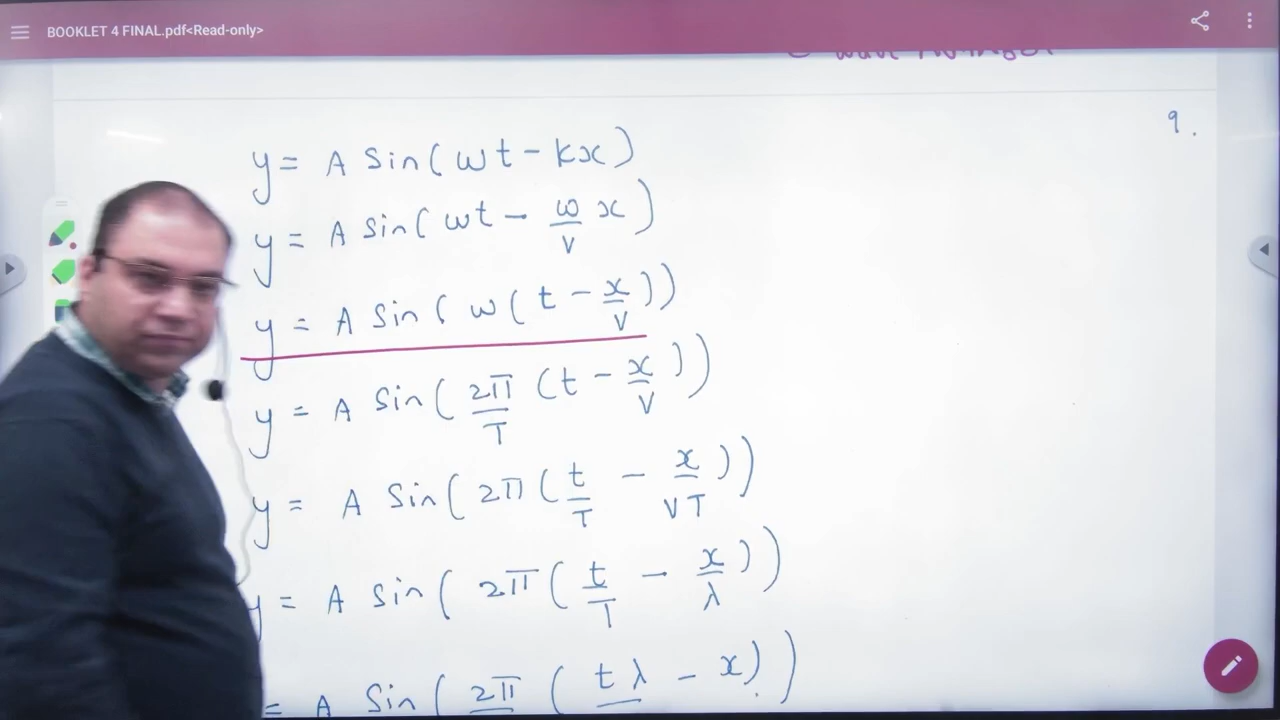 BOOKLET 4 FINAL.pdf<Read-only>
9.
y = A Sin(ωt - kx)
y = A Sin(ωt - ω/v x)
y = A Sin(ω(t - x/v))
y = A Sin(2π/T (t - x/v))
y = A Sin(2π(t/T - x/VT))
y = A Sin(2π(t/T - x/λ))
= A Sin(2π (tλ - x))